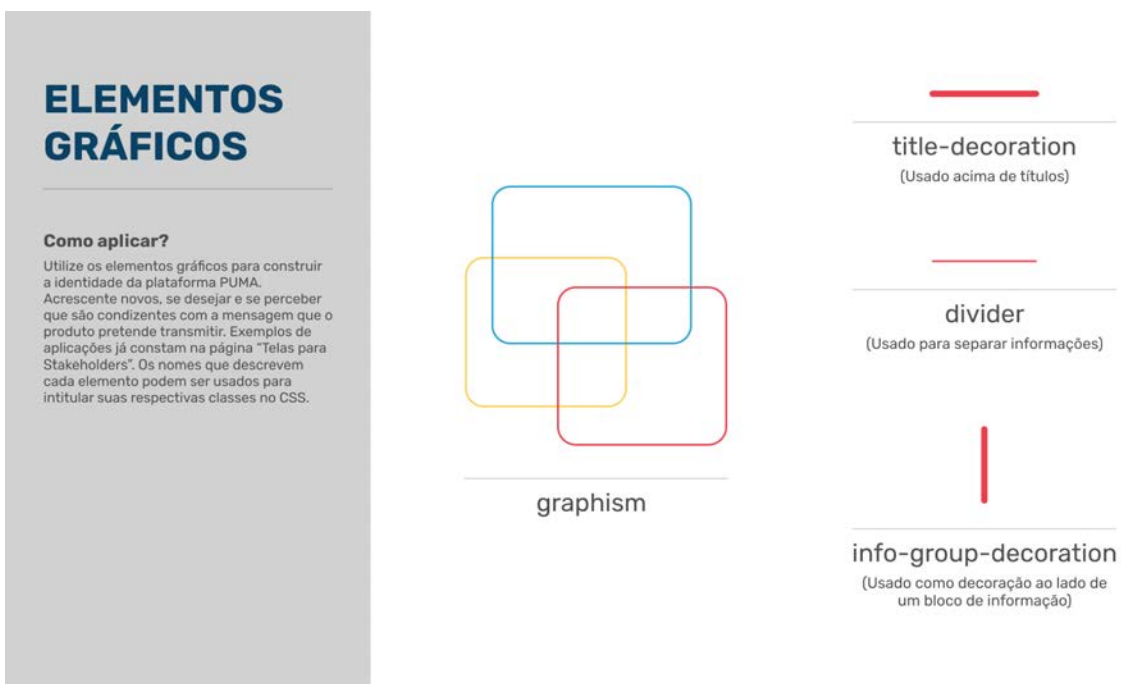 ELEMENTOS
GRÁFICOS
Como aplicar?
Utilize os elementos gráficos para construir
a identidade da plataforma PUMA.
Acrescente novos, se desejar e se perceber
que são condizentes com a mensagem que o
produto pretende transmitir. Exemplos de
aplicações já constam na página “Telas para
Stakeholders”. Os nomes que descrevem
cada elemento podem ser usados para
intitular suas respectivas classes no CSS.
graphism
title-decoration
(Usado acima de títulos)
divider
(Usado para separar informações)
info-group-decoration
(Usado como decoração ao lado de
um bloco de informação)